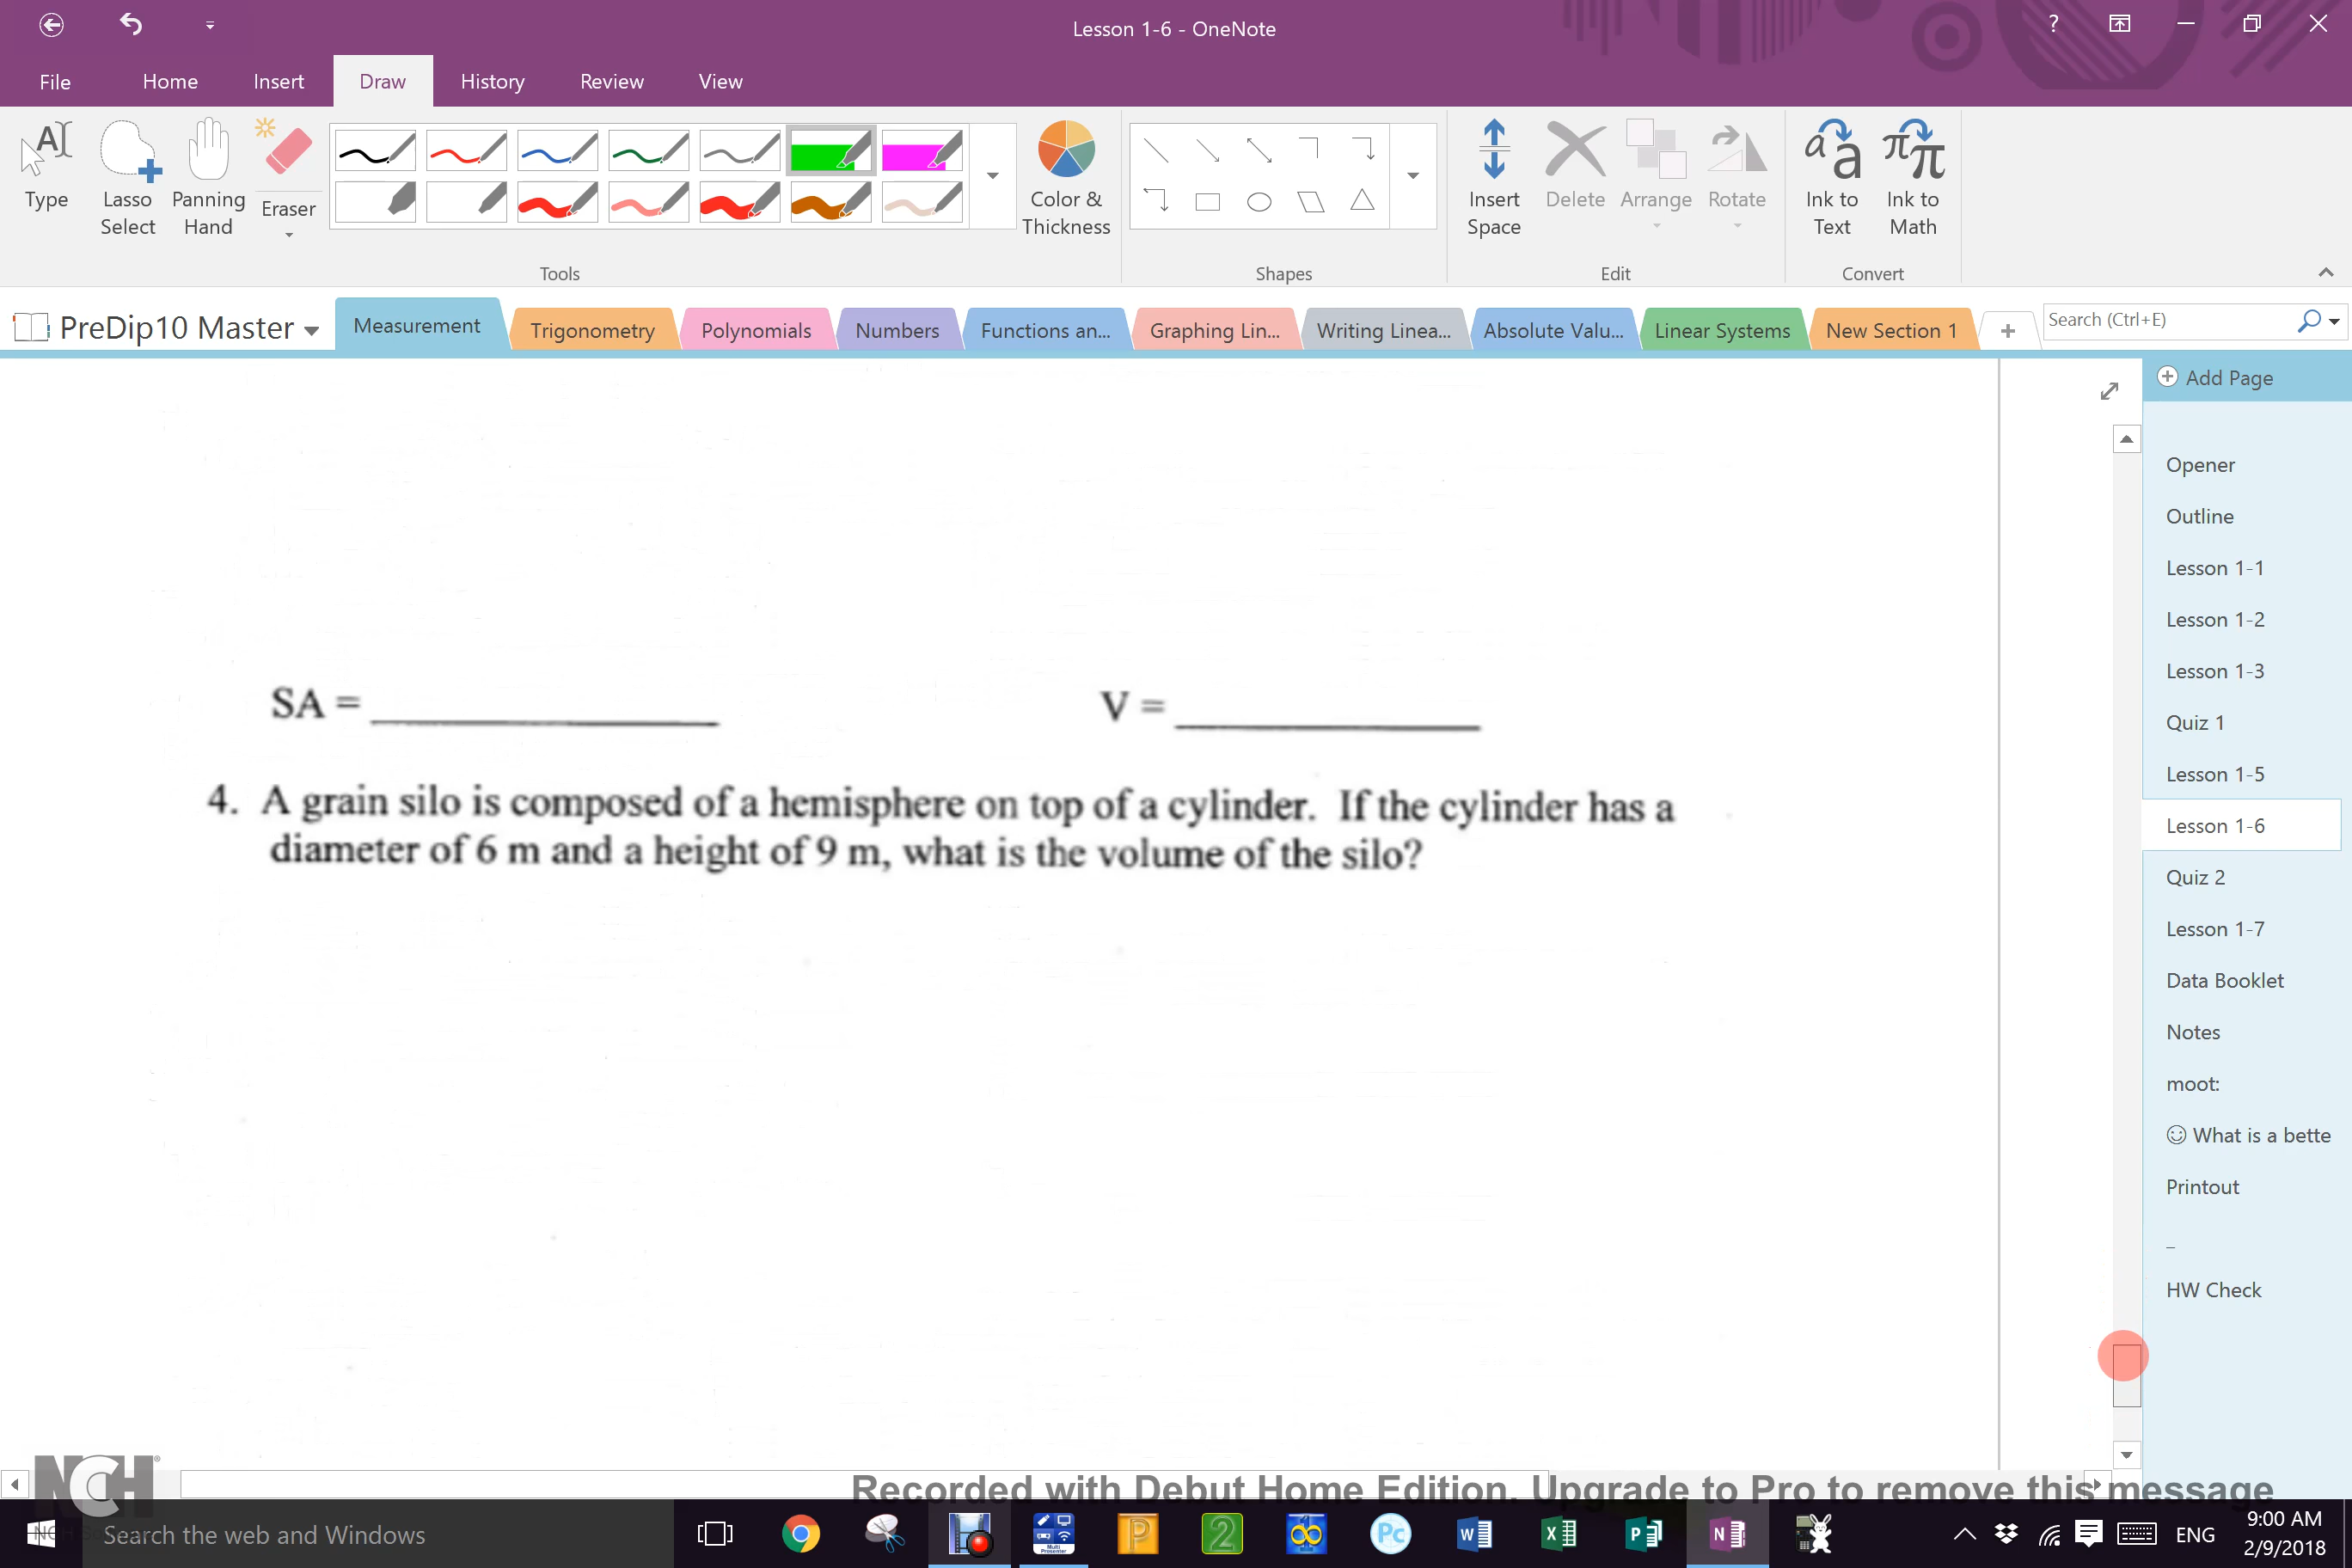 Lesson 1-6 - OneNote
?
File Home Insert Draw History Review View
Type
Lasso Select
Panning Hand
Eraser
Color & Thickness
Insert Space
Delete
Arrange
Rotate
Ink to Text
Ink to Math
Tools Shapes Edit Convert
PreDip10 Master Measurement Trigonometry Polynomials Numbers Functions an... Graphing Lin... Writing Linea... Absolute Valu... Linear Systems New Section 1 + Search (Ctrl+E)
Add Page
Opener
Outline
Lesson 1-1
Lesson 1-2
Lesson 1-3
Quiz 1
Lesson 1-5
Lesson 1-6
Quiz 2
Lesson 1-7
Data Booklet
Notes
moot:
☺ What is a bette
Printout
_
HW Check
SA = ________ V = ________
4. A grain silo is composed of a hemisphere on top of a cylinder. If the cylinder has a
diameter of 6 m and a height of 9 m, what is the volume of the silo?
NCH
Recorded with Debut Home Edition. Upgrade to Pro to remove this message
Search the web and Windows
ENG
9:00 AM
2/9/2018